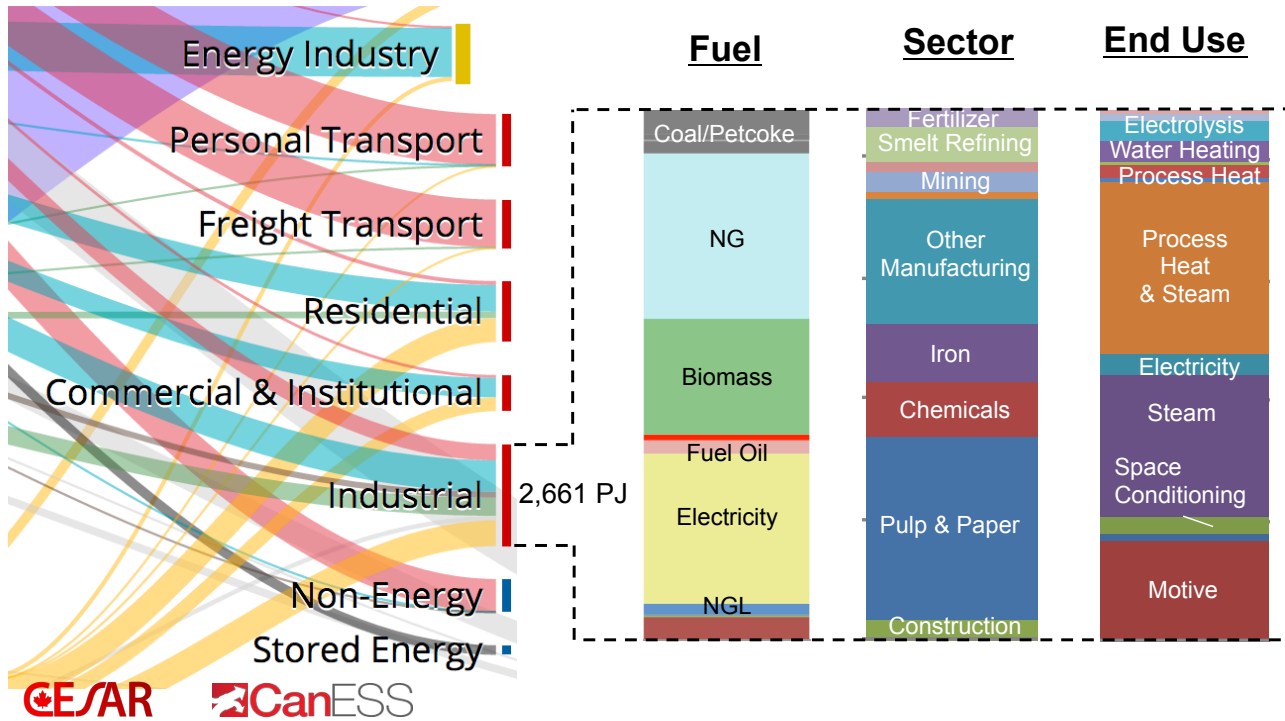 Energy Industry
Personal Transport
Freight Transport
Residential
Commercial & Institutional
Industrial
2,661 PJ
Non-Energy
Stored Energy
CESAR
CanESS
Fuel
Coal/Petcoke
NG
Biomass
Fuel Oil
Electricity
NGL
Sector
Fertilizer
Smelt Refining
Mining
Other
Manufacturing
Iron
Chemicals
Pulp & Paper
Construction
End Use
Electrolysis
Water Heating
Process Heat
Process
Heat
& Steam
Electricity
Steam
Space
Conditioning
Motive